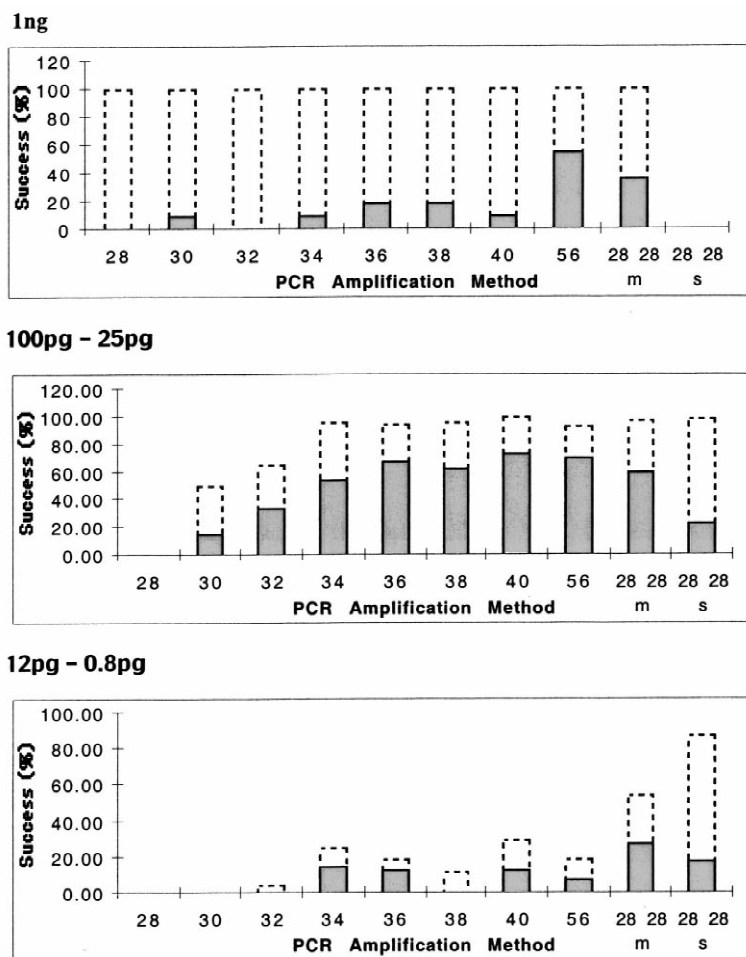 1ng
Success (%)
120
100
80
60
40
20
0
28 30 32 34 36 38 40 56 28 28 28 28
PCR Amplification Method m s
100pg – 25pg
Success (%)
120.00
100.00
80.00
60.00
40.00
20.00
0.00
28 30 32 34 36 38 40 56 28 28 28 28
PCR Amplification Method m s
12pg – 0.8pg
Success (%)
100.00
80.00
60.00
40.00
20.00
0.00
28 30 32 34 36 38 40 56 28 28 28 28
PCR Amplification Method m s